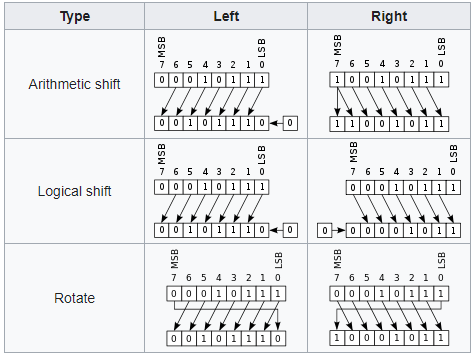 Type Left Right
Arithmetic shift
MSB LSB
7 6 5 4 3 2 1 0
0 0 0 1 0 1 1 1
0 0 1 0 1 1 1 0 0
MSB LSB
7 6 5 4 3 2 1 0
1 0 0 1 0 1 1 1
1 1 0 0 1 0 1 1
Logical shift
MSB LSB
7 6 5 4 3 2 1 0
0 0 0 1 0 1 1 1
0 0 1 0 1 1 1 0 0
MSB LSB
7 6 5 4 3 2 1 0
0 0 0 1 0 1 1 1
0 0 0 0 0 1 0 1 1
Rotate
MSB LSB
7 6 5 4 3 2 1 0
0 0 0 1 0 1 1 1
0 0 1 0 1 1 1 0
MSB LSB
7 6 5 4 3 2 1 0
0 0 0 1 0 1 1 1
1 0 0 0 1 0 1 1